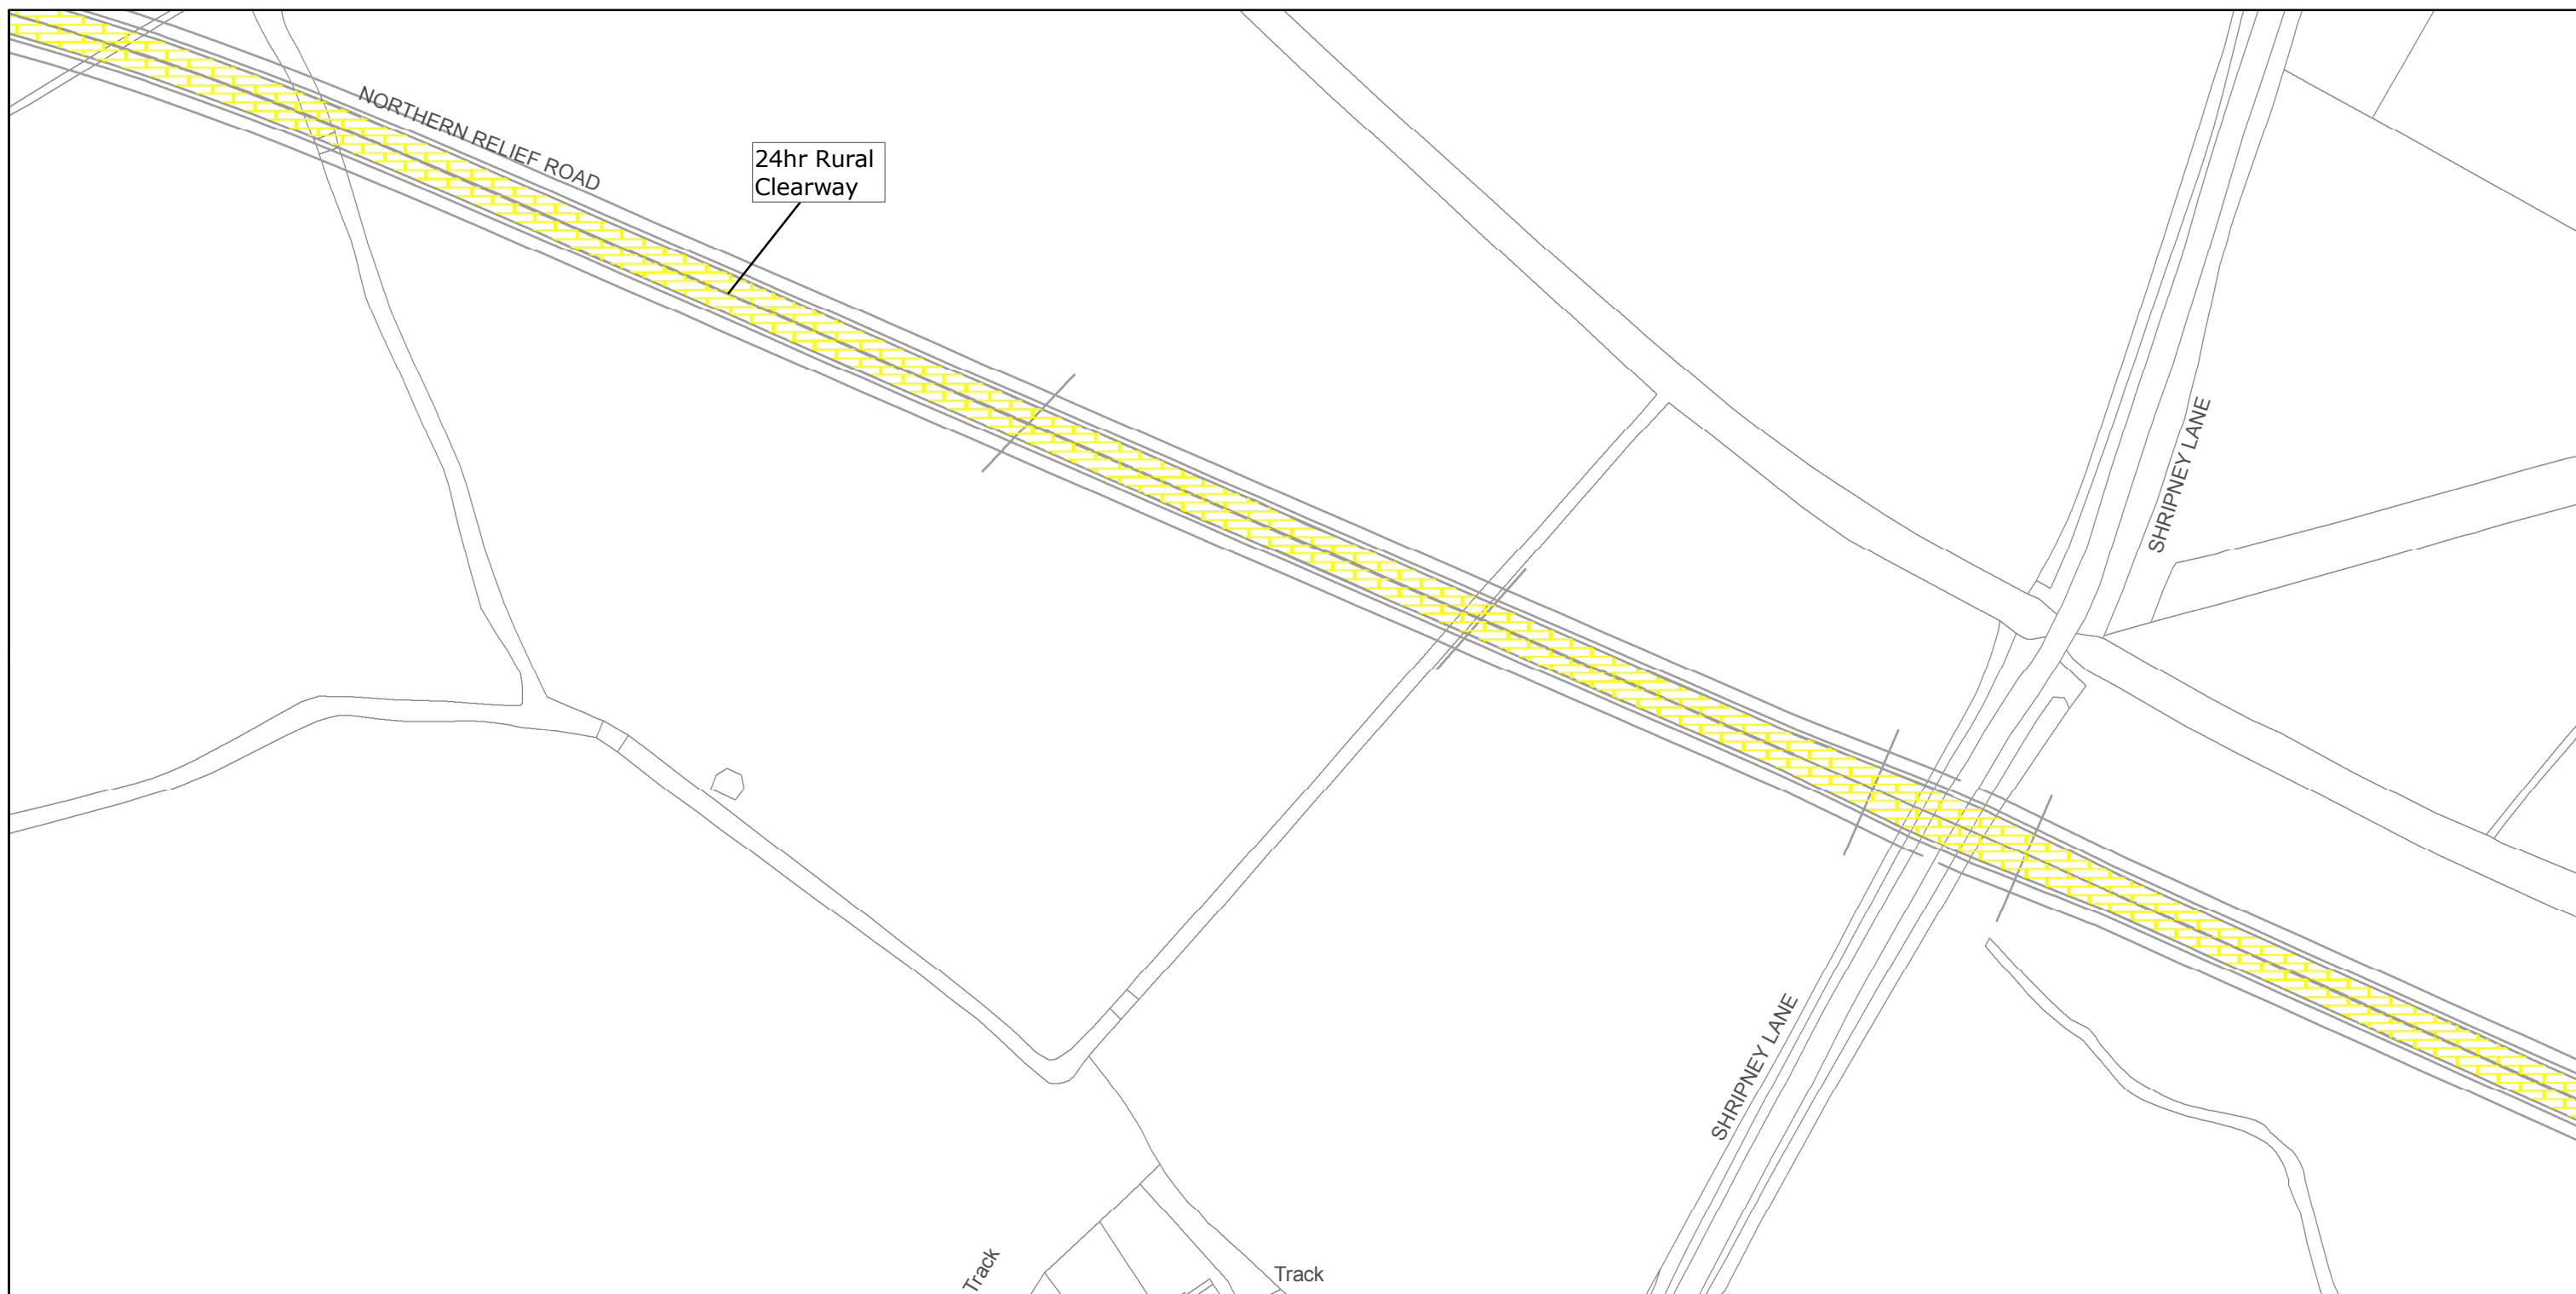 NORTHERN RELIEF ROAD
24hr Rural
Clearway
SHRIPNEY LANE
SHRIPNEY LANE
Track
Track